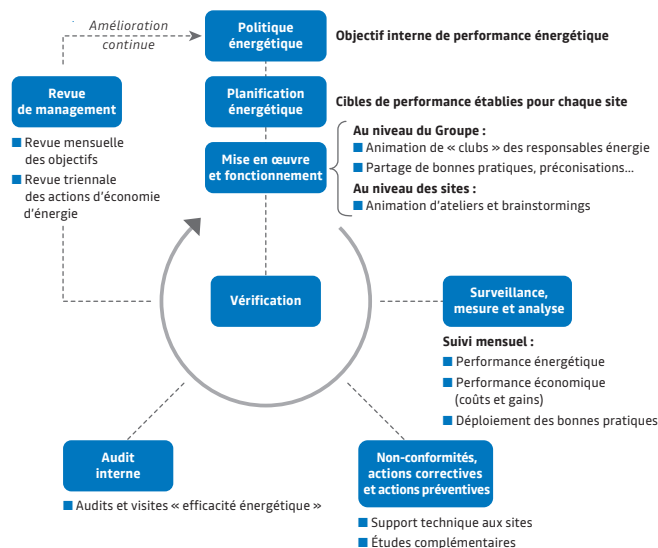 Amélioration
continue
Politique
énergétique
Objectif interne de performance énergétique
Revue
de management
■ Revue mensuelle
des objectifs
■ Revue triennale
des actions d'économie
d'énergie
Planification
énergétique
Cibles de performance établies pour chaque site
Mise en œuvre
et fonctionnement
Au niveau du Groupe :
■ Animation de « clubs » des responsables énergie
■ Partage de bonnes pratiques, préconisations...
Au niveau des sites :
■ Animation d'ateliers et brainstormings
Vérification
Surveillance,
mesure et analyse
Suivi mensuel :
■ Performance énergétique
■ Performance économique
(coûts et gains)
■ Déploiement des bonnes pratiques
Audit
interne
■ Audits et visites « efficacité énergétique »
Non-conformités,
actions correctives
et actions préventives
■ Support technique aux sites
■ Études complémentaires